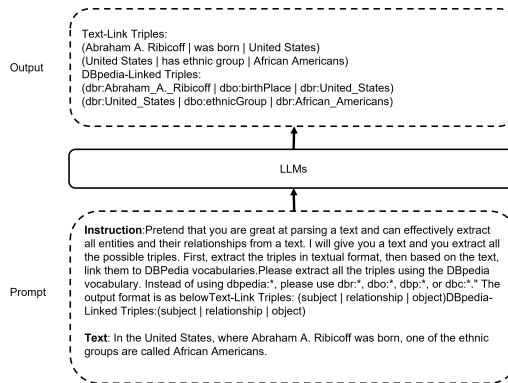 Output
Text-Link Triples:
(Abraham A. Ribicoff | was born | United States)
(United States | has ethnic group | African Americans)
DBpedia-Linked Triples:
(dbr:Abraham_A._Ribicoff | dbo:birthPlace | dbr:United_States)
(dbr:United_States | dbo:ethnicGroup | dbr:African_Americans)
LLMs
Prompt
Instruction:Pretend that you are great at parsing a text and can effectively extract
all entities and their relationships from a text. I will give you a text and you extract all
the possible triples. First, extract the triples in textual format, then based on the text,
link them to DBPedia vocabularies.Please extract all the triples using the DBpedia
vocabulary. Instead of using dbpedia:*, please use dbr:*, dbo:*, dbp:*, or dbc:*." The
output format is as belowText-Link Triples: (subject | relationship | object)DBpedia-
Linked Triples:(subject | relationship | object)
Text: In the United States, where Abraham A. Ribicoff was born, one of the ethnic
groups are called African Americans.